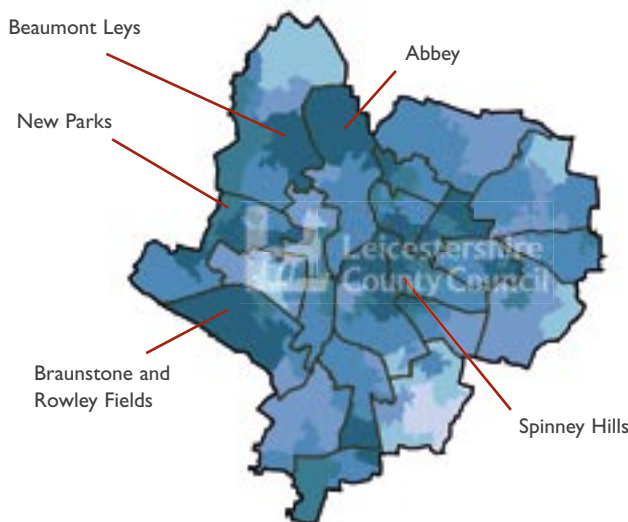 Beaumont Leys
Abbey
New Parks
Leicestershire
County Council
Braunstone and
Rowley Fields
Spinney Hills